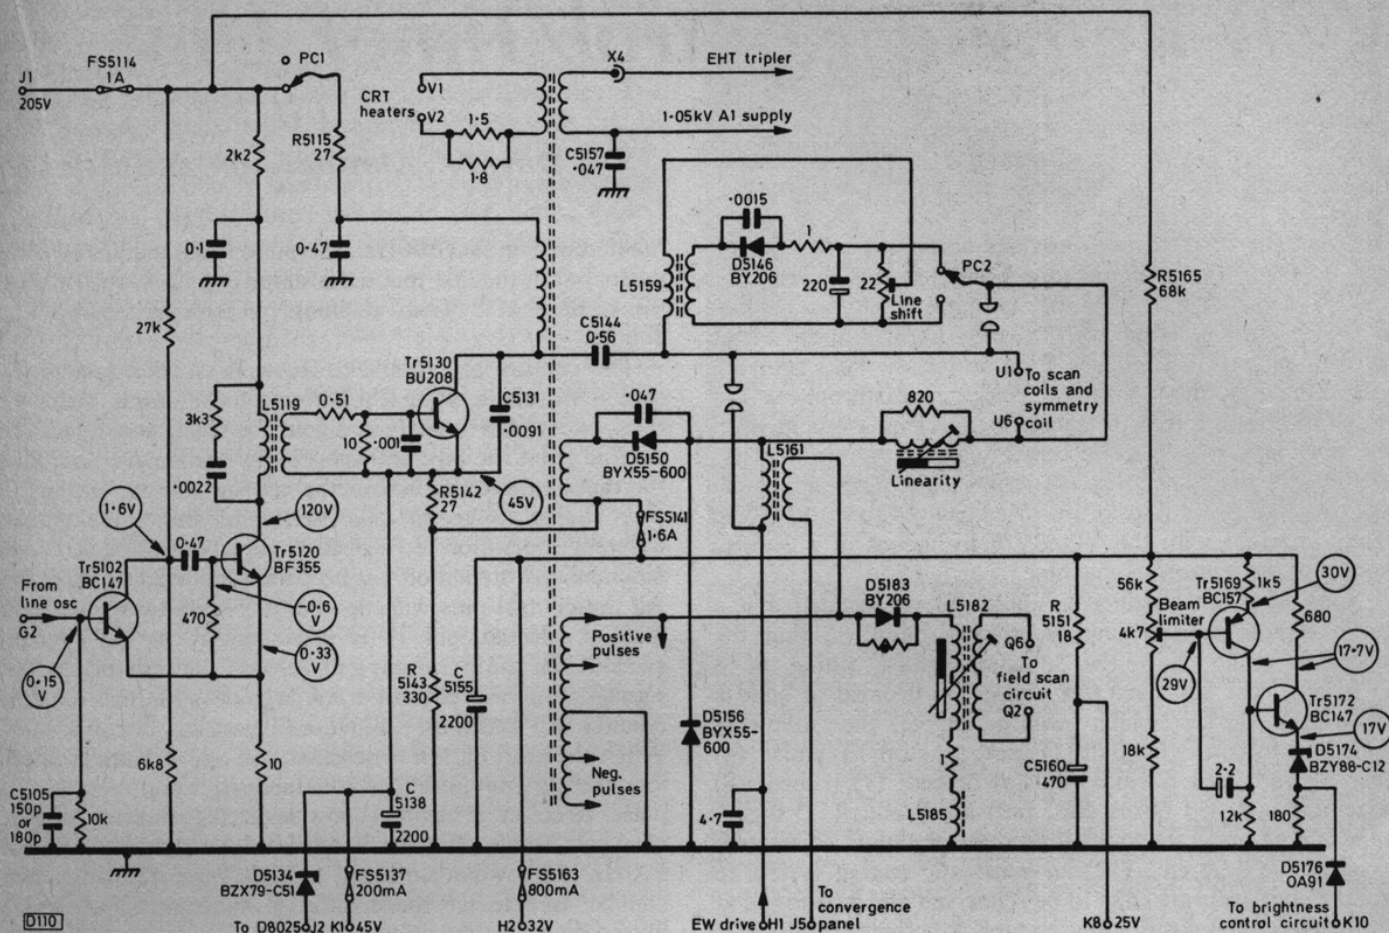 J1
205V
FS5114
1A
PC1
2k2
R5115
27
CRT
heaters
V1
V2
1·5
1·8
X4
EHT tripler
1·05kV A1 supply
C5157
·047
·0015
1
D5146
BY206
L5159
220
22
Line
shift
PC2
R5165
68k
0·1
0·47
27k
C5144
0·56
Tr5130
BU208
U1
To scan
coils and
symmetry
coil
U6
3k3
L5119
0·51
C5131
·0091
10
·001
·0022
·047
D5150
BYX55-600
820
Linearity
L5161
R5142
27
45V
FS5141
1·6A
1·6V
120V
0·47
Tr5120
BF355
Tr5102
BC147
From
line osc
G2
470
-0·6
V
0·33
V
0·15
V
D5183
BY206
L5182
Q6
To
field scan
circuit
Q2
R
5151
18
56k
Tr5169
BC157
1k5
30V
Beam
limiter
4k7
680
17·7V
29V
Tr5172
BC147
17V
D5174
BZY88-C12
Positive
pulses
R
5143
330
C
5155
2200
D5156
BYX55-
600
1
C5160
470
18k
2·2
12k
180
6k8
10
C5105
150p
or
180p
10k
C
5138
2200
Neg.
pulses
4·7
L5185
D5134
BZX79-C51
FS5137
200mA
FS5163
800mA
D5176
OA91
D110
To D8025 J2 K1 45V
H2 32V
EW drive H1 J5
To
convergence
panel
K8 25V
To brightness
control circuit K10